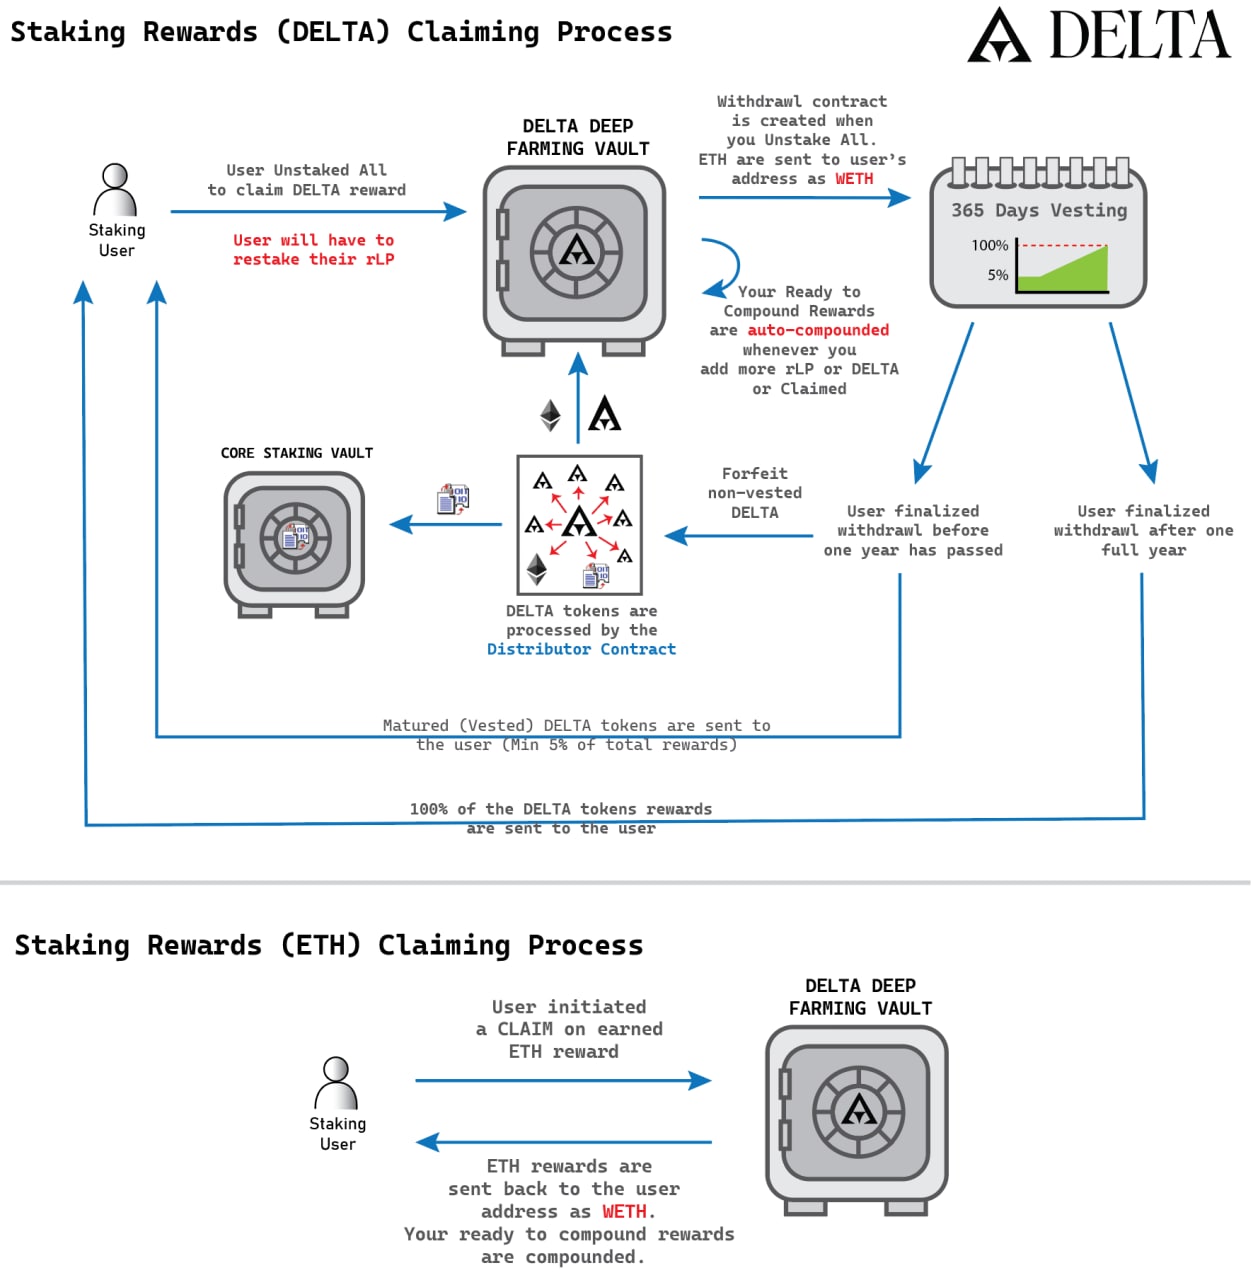 Staking Rewards (DELTA) Claiming Process
DELTA
Staking
User
User Unstaked All
to claim DELTA reward
User will have to
restake their rLP
DELTA DEEP
FARMING VAULT
Withdrawl contract
is created when
you Unstake All.
ETH are sent to user's
address as WETH
365 Days Vesting
100%
5%
Your Ready to
Compound Rewards
are auto-compounded
whenever you
add more rLP or DELTA
or Claimed
CORE STAKING VAULT
DELTA tokens are
processed by the
Distributor Contract
Forfeit
non-vested
DELTA
User finalized
withdrawl before
one year has passed
User finalized
withdrawl after one
full year
Matured (Vested) DELTA tokens are sent to
the user (Min 5% of total rewards)
100% of the DELTA tokens rewards
are sent to the user
Staking Rewards (ETH) Claiming Process
Staking
User
User initiated
a CLAIM on earned
ETH reward
ETH rewards are
sent back to the user
address as WETH.
Your ready to compound rewards
are compounded.
DELTA DEEP
FARMING VAULT